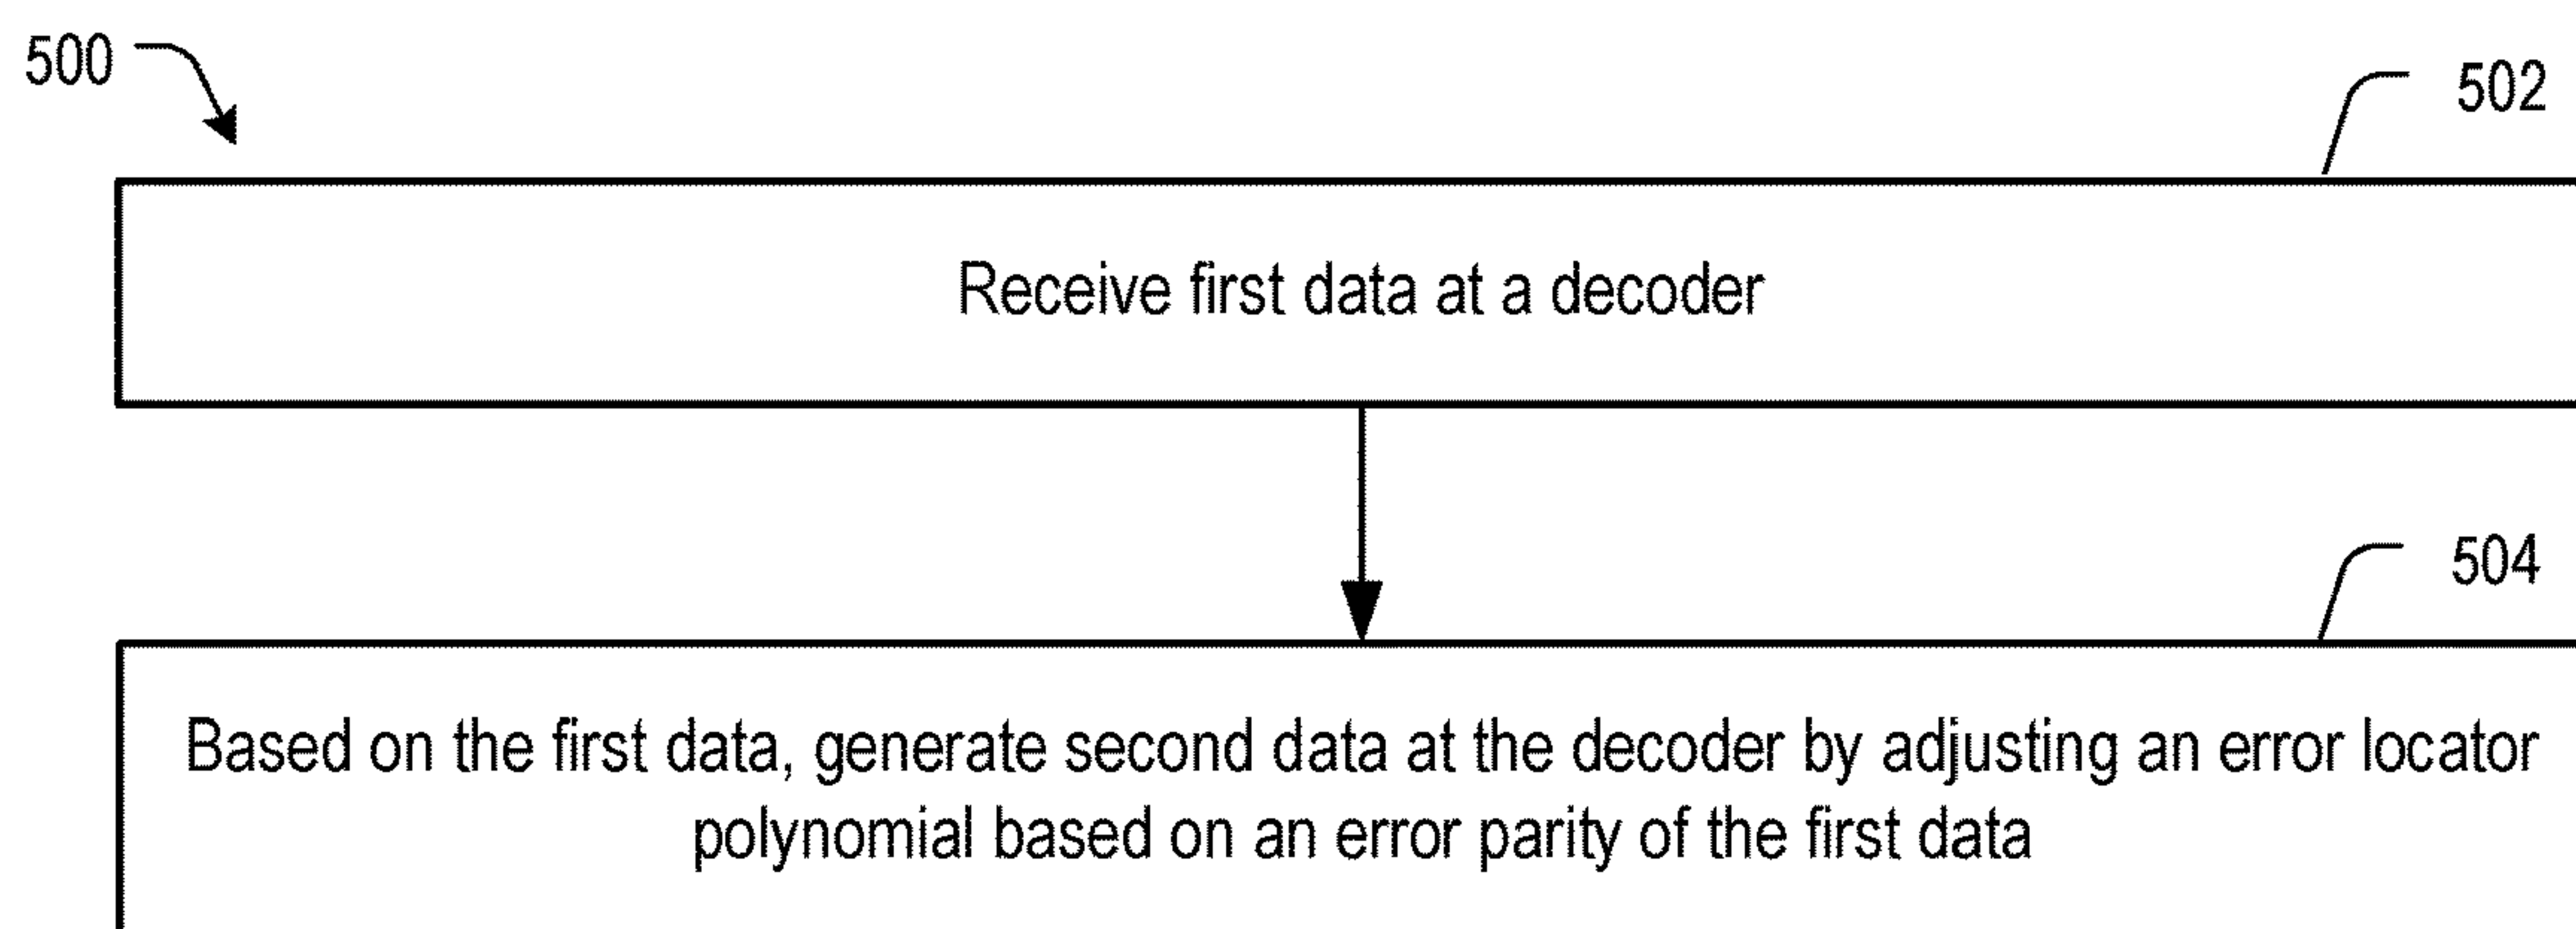 500
502
Receive first data at a decoder
504
Based on the first data, generate second data at the decoder by adjusting an error locator
polynomial based on an error parity of the first data